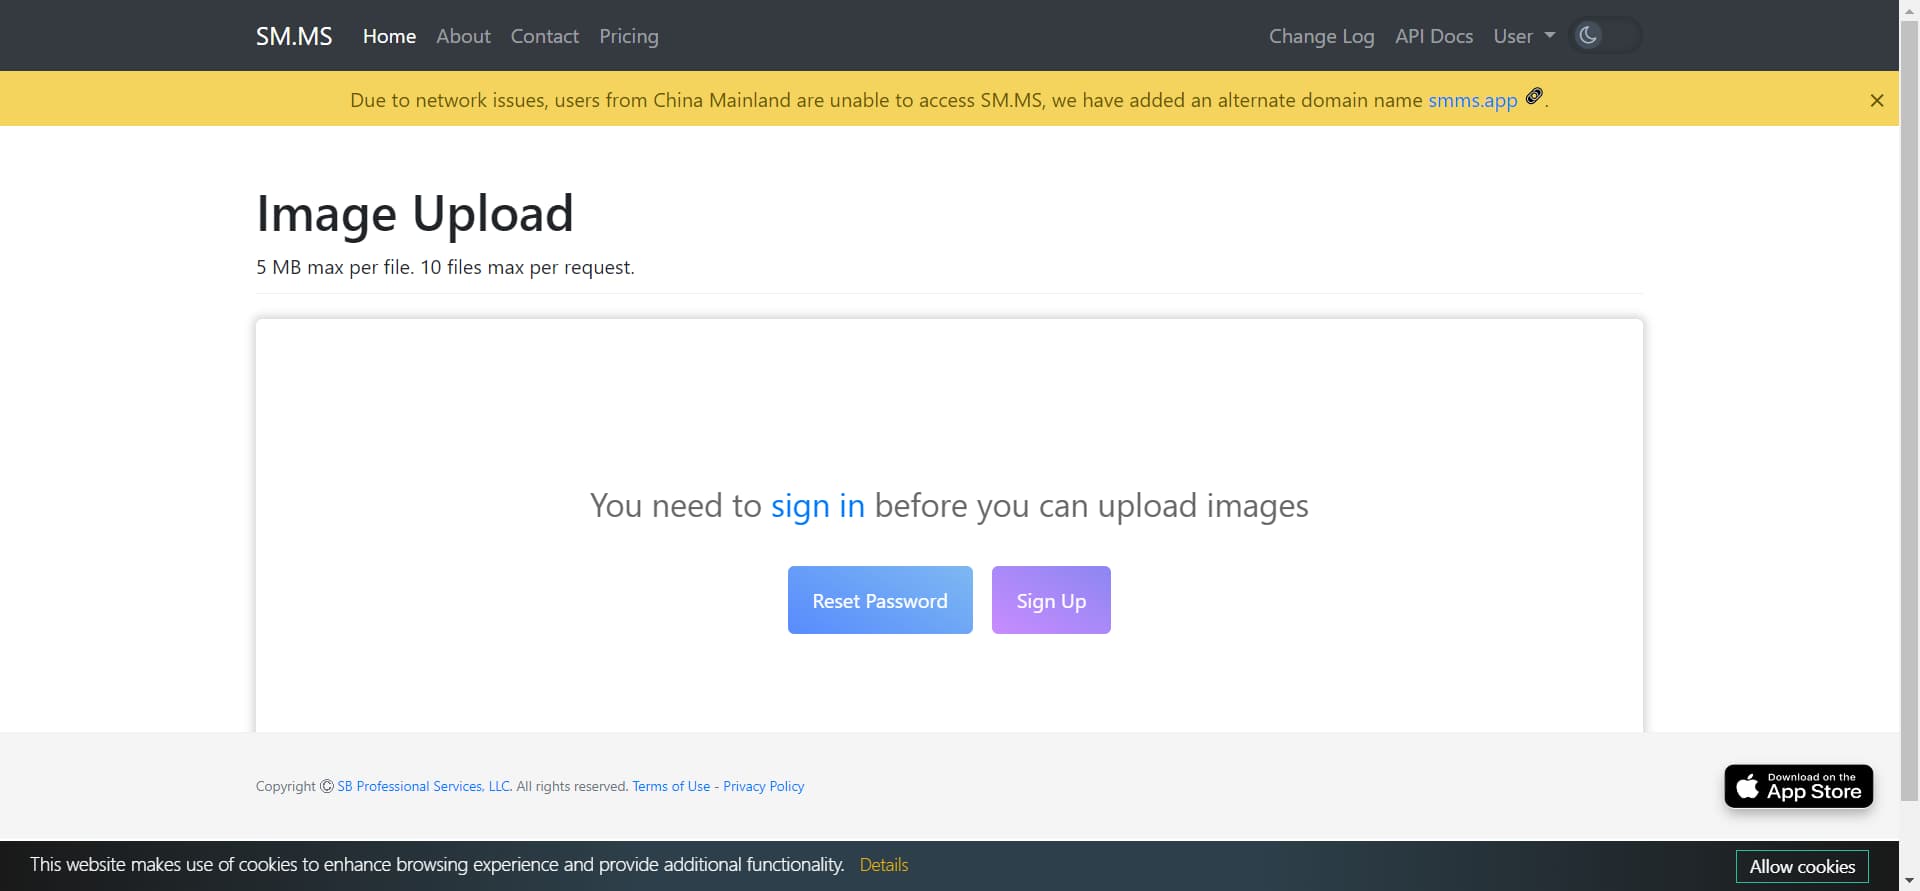 SM.MS Home About Contact Pricing Change Log API Docs User
Due to network issues, users from China Mainland are unable to access SM.MS, we have added an alternate domain name smms.app .
×
Image Upload
5 MB max per file. 10 files max per request.
You need to sign in before you can upload images
Reset Password Sign Up
Copyright © SB Professional Services, LLC. All rights reserved. Terms of Use - Privacy Policy
Download on the
App Store
This website makes use of cookies to enhance browsing experience and provide additional functionality. Details
Allow cookies